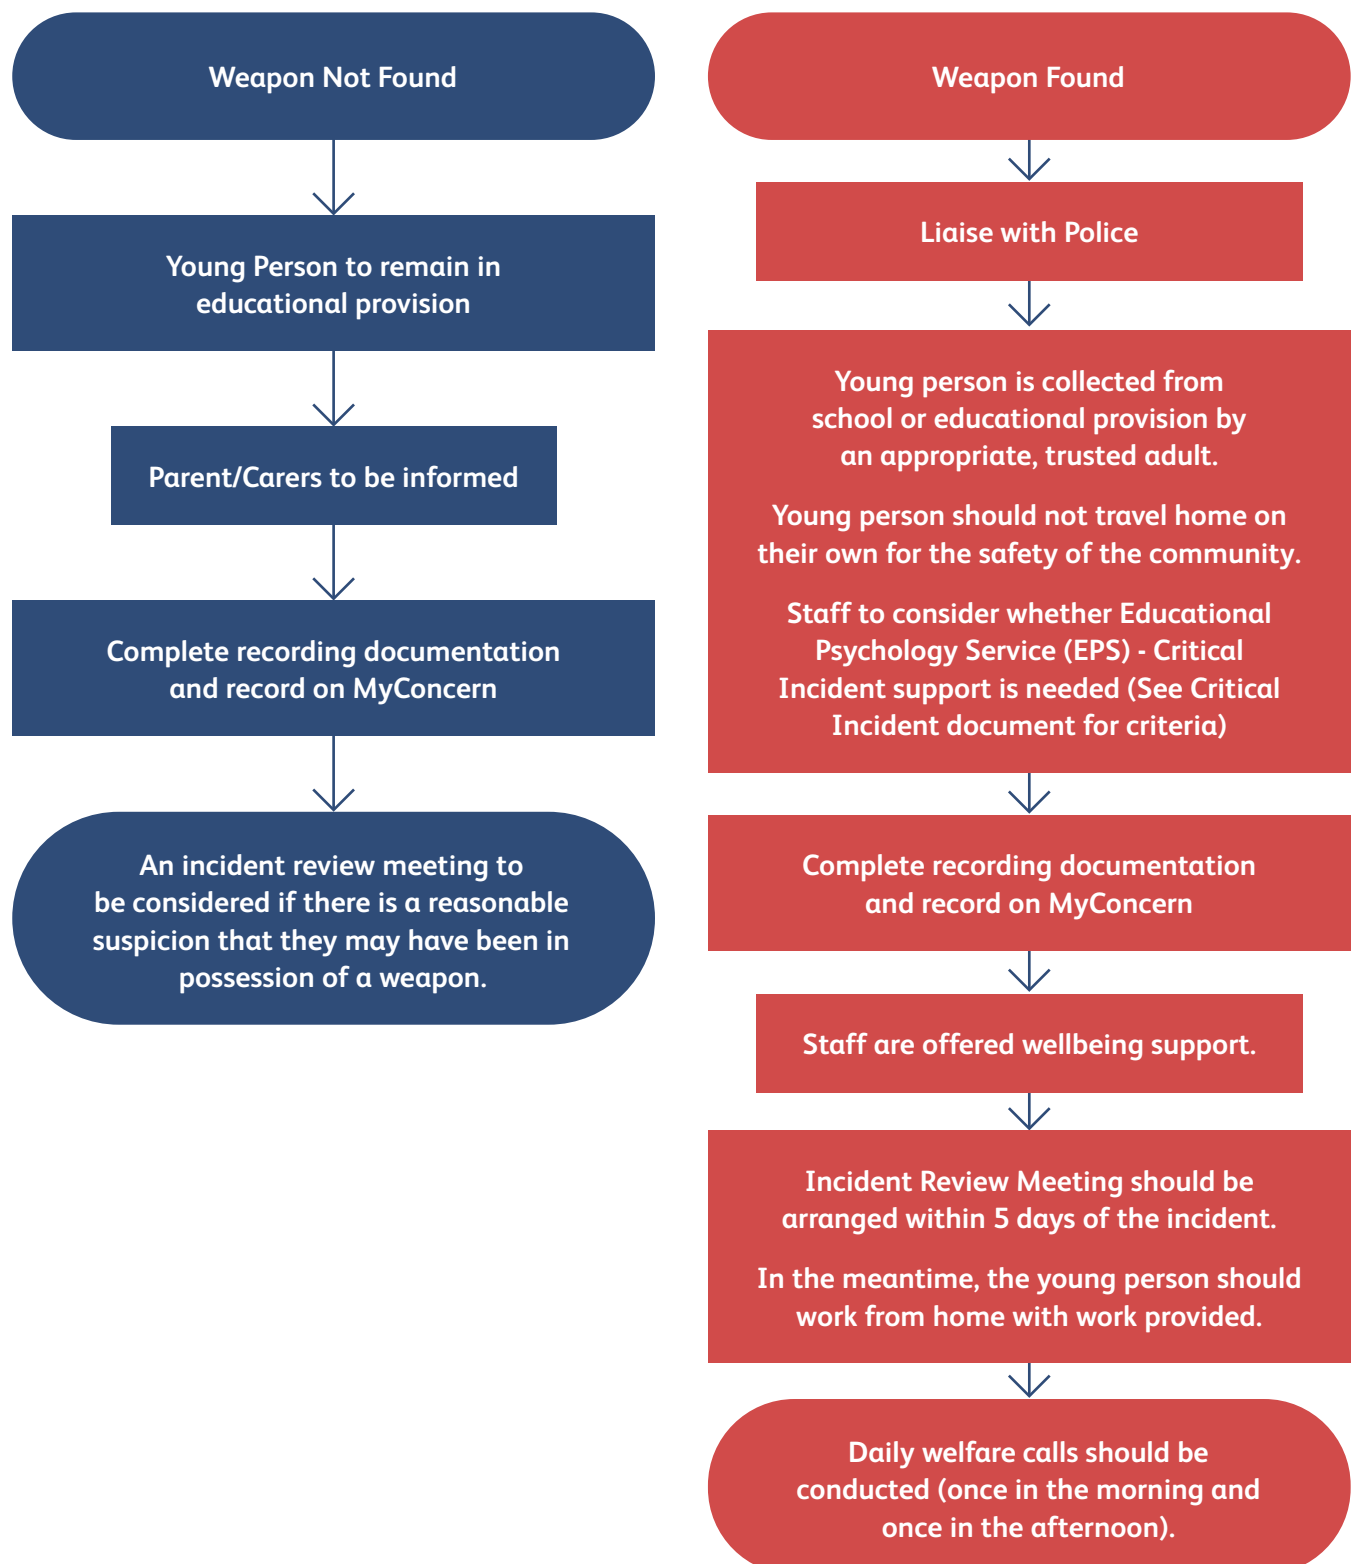 Weapon Not Found
Young Person to remain in
educational provision
Parent/Carers to be informed
Complete recording documentation
and record on MyConcern
An incident review meeting to
be considered if there is a reasonable
suspicion that they may have been in
possession of a weapon.
Weapon Found
Liaise with Police
Young person is collected from
school or educational provision by
an appropriate, trusted adult.
Young person should not travel home on
their own for the safety of the community.
Staff to consider whether Educational
Psychology Service (EPS) - Critical
Incident support is needed (See Critical
Incident document for criteria)
Complete recording documentation
and record on MyConcern
Staff are offered wellbeing support.
Incident Review Meeting should be
arranged within 5 days of the incident.
In the meantime, the young person should
work from home with work provided.
Daily welfare calls should be
conducted (once in the morning and
once in the afternoon).